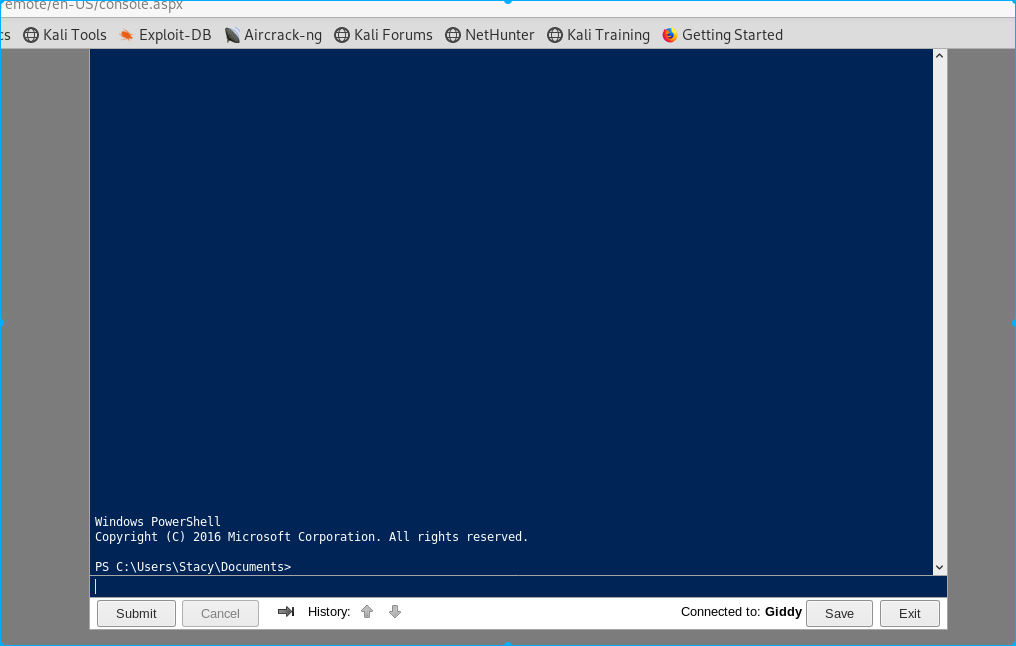 emote/en-US/console.aspx
cs Kali Tools Exploit-DB Aircrack-ng Kali Forums NetHunter Kali Training Getting Started
Windows PowerShell
Copyright (C) 2016 Microsoft Corporation. All rights reserved.
PS C:\Users\Stacy\Documents>
Submit Cancel History: Connected to: Giddy Save Exit